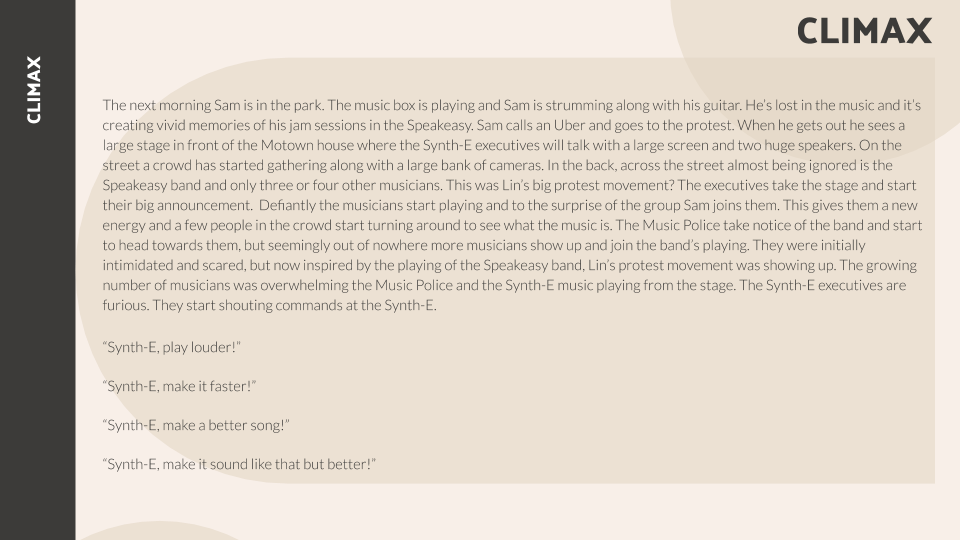 CLIMAX
CLIMAX
The next morning Sam is in the park. The music box is playing and Sam is strumming along with his guitar. He's lost in the music and it's
creating vivid memories of his jam sessions in the Speakeasy. Sam calls an Uber and goes to the protest. When he gets out he sees a
large stage in front of the Motown house where the Synth-E executives will talk with a large screen and two huge speakers. On the
street a crowd has started gathering along with a large bank of cameras. In the back, across the street almost being ignored is the
Speakeasy band and only three or four other musicians. This was Lin's big protest movement? The executives take the stage and start
their big announcement.  Defiantly the musicians start playing and to the surprise of the group Sam joins them. This gives them a new
energy and a few people in the crowd start turning around to see what the music is. The Music Police take notice of the band and start
to head towards them, but seemingly out of nowhere more musicians show up and join the band's playing. They were initially
intimidated and scared, but now inspired by the playing of the Speakeasy band, Lin's protest movement was showing up. The growing
number of musicians was overwhelming the Music Police and the Synth-E music playing from the stage. The Synth-E executives are
furious. They start shouting commands at the Synth-E.
“Synth-E, play louder!”
“Synth-E, make it faster!”
“Synth-E, make a better song!”
“Synth-E, make it sound like that but better!”